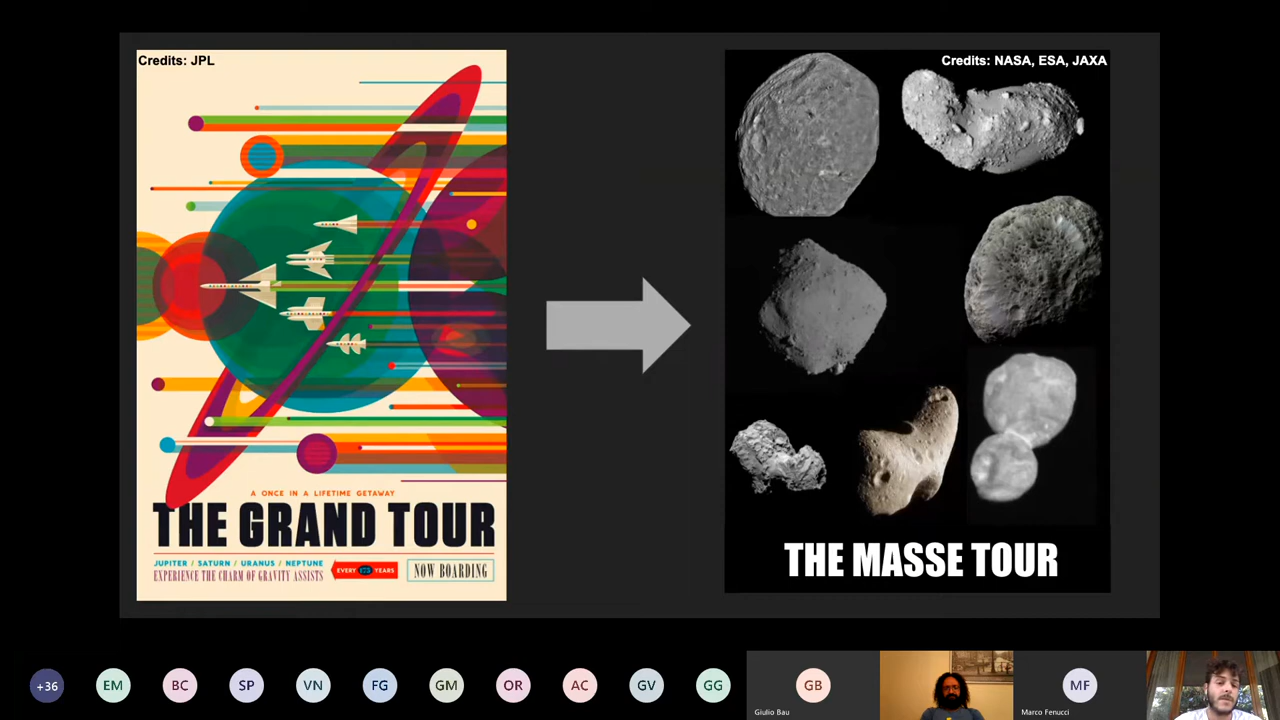 Credits: JPL
A ONCE IN A LIFETIME GETAWAY
THE GRAND TOUR
JUPITER / SATURN / URANUS / NEPTUNE
EXPERIENCE THE CHARM OF GRAVITY ASSISTS
EVERY
YEARS
NOW BOARDING
Credits: NASA, ESA, JAXA
THE MASSE TOUR
+36
EM
BC
SP
VN
FG
GM
OR
AC
GV
GG
GB
Giulio Bau
MF
Marco Fenucci